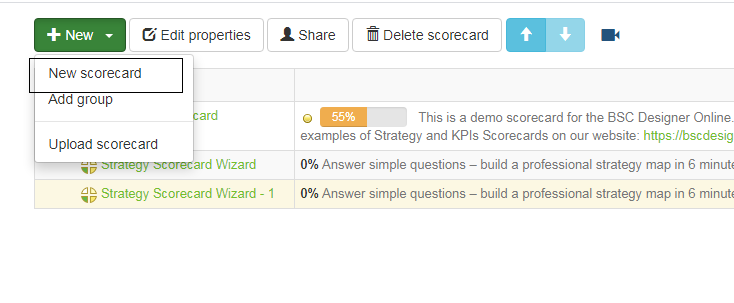 New
Edit properties
Share
Delete scorecard
New scorecard
Add group
Upload scorecard
card
55%
This is a demo scorecard for the BSC Designer Online.
examples of Strategy and KPIs Scorecards on our website: https://bscdesig
Strategy Scorecard Wizard
0% Answer simple questions – build a professional strategy map in 6 minute
Strategy Scorecard Wizard - 1
0% Answer simple questions – build a professional strategy map in 6 minute